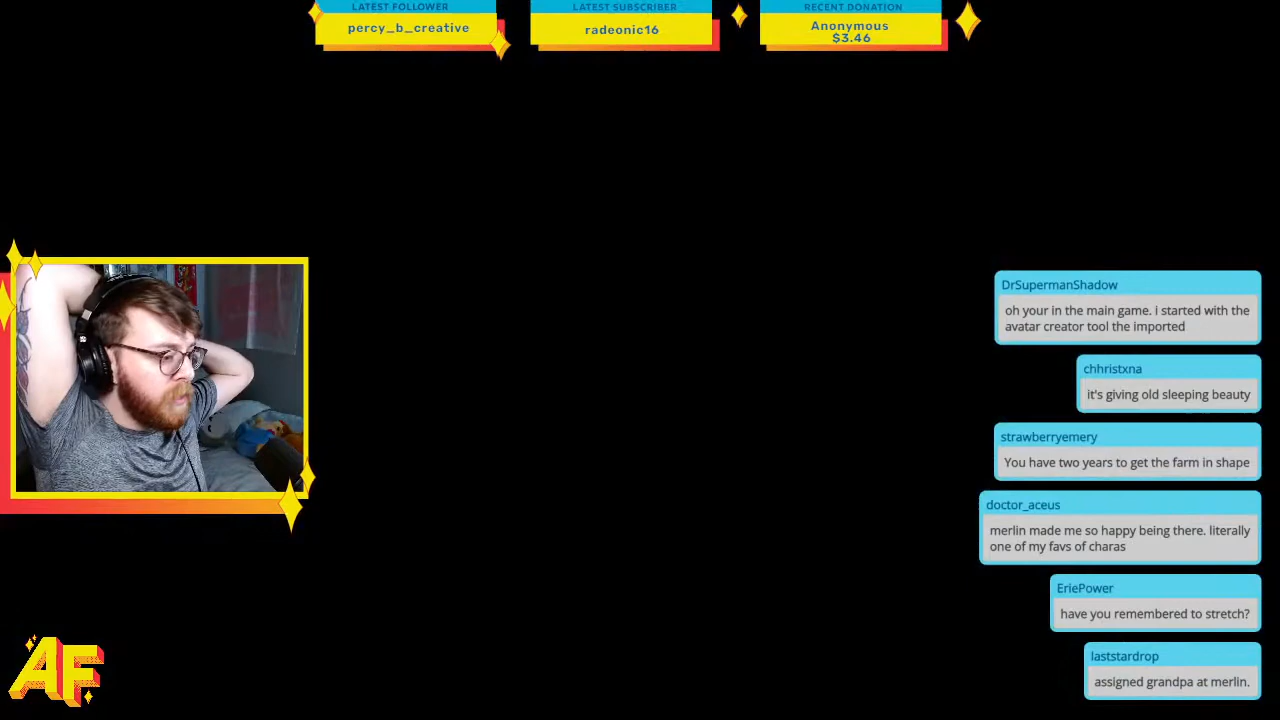 LATEST FOLLOWER
percy_b_creative
LATEST SUBSCRIBER
radeonic16
RECENT DONATION
Anonymous
$3.46
DrSupermanShadow
oh your in the main game. i started with the
avatar creator tool the imported
chhristxna
it's giving old sleeping beauty
strawberryemery
You have two years to get the farm in shape
doctor_aceus
merlin made me so happy being there. literally
one of my favs of charas
EriePower
have you remembered to stretch?
laststardrop
assigned grandpa at merlin.
AF